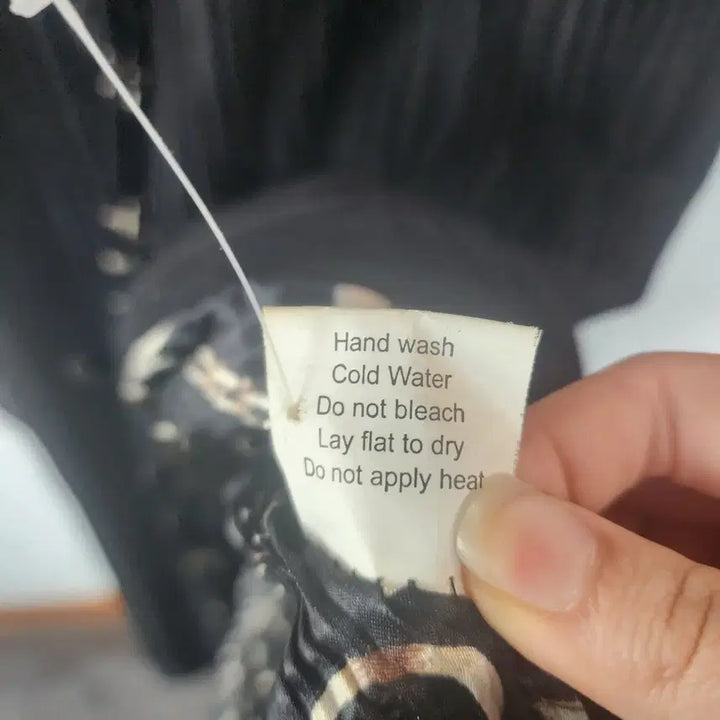 Hand wash
Cold Water
Do not bleach
Lay flat to dry
Do not apply heat